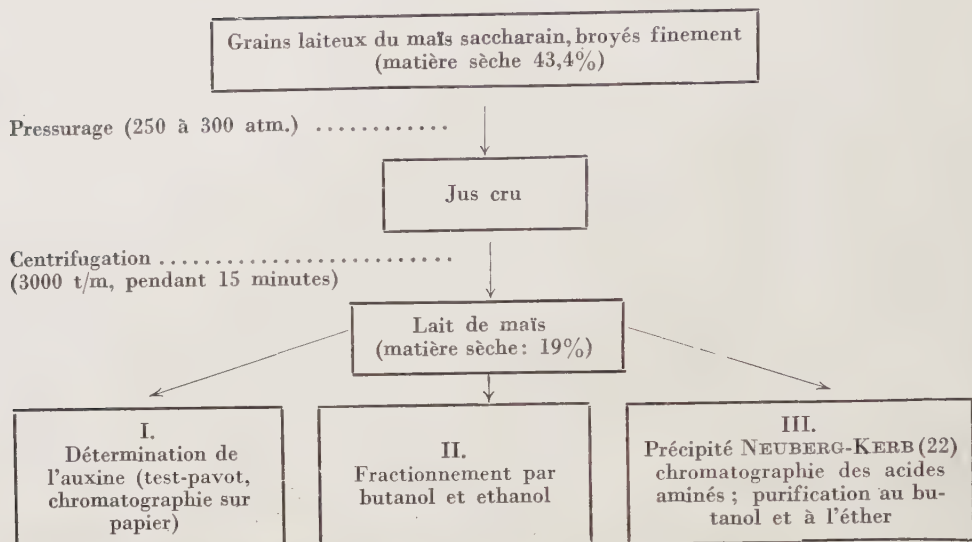 Grains laiteux du maïs saccharain, broyés finement
(matière sèche 43,4%)
Pressurage (250 à 300 atm.) ............
Jus cru
Centrifugation ..........................
(3000 t/m, pendant 15 minutes)
Lait de maïs
(matière sèche: 19%)
I.
Détermination de
l'auxine (test-pavot,
chromatographie sur
papier)
II.
Fractionnement par
butanol et ethanol
III.
Précipité NEUBERG-KERB (22)
chromatographie des acides
aminés; purification au bu-
tanol et à l'éther